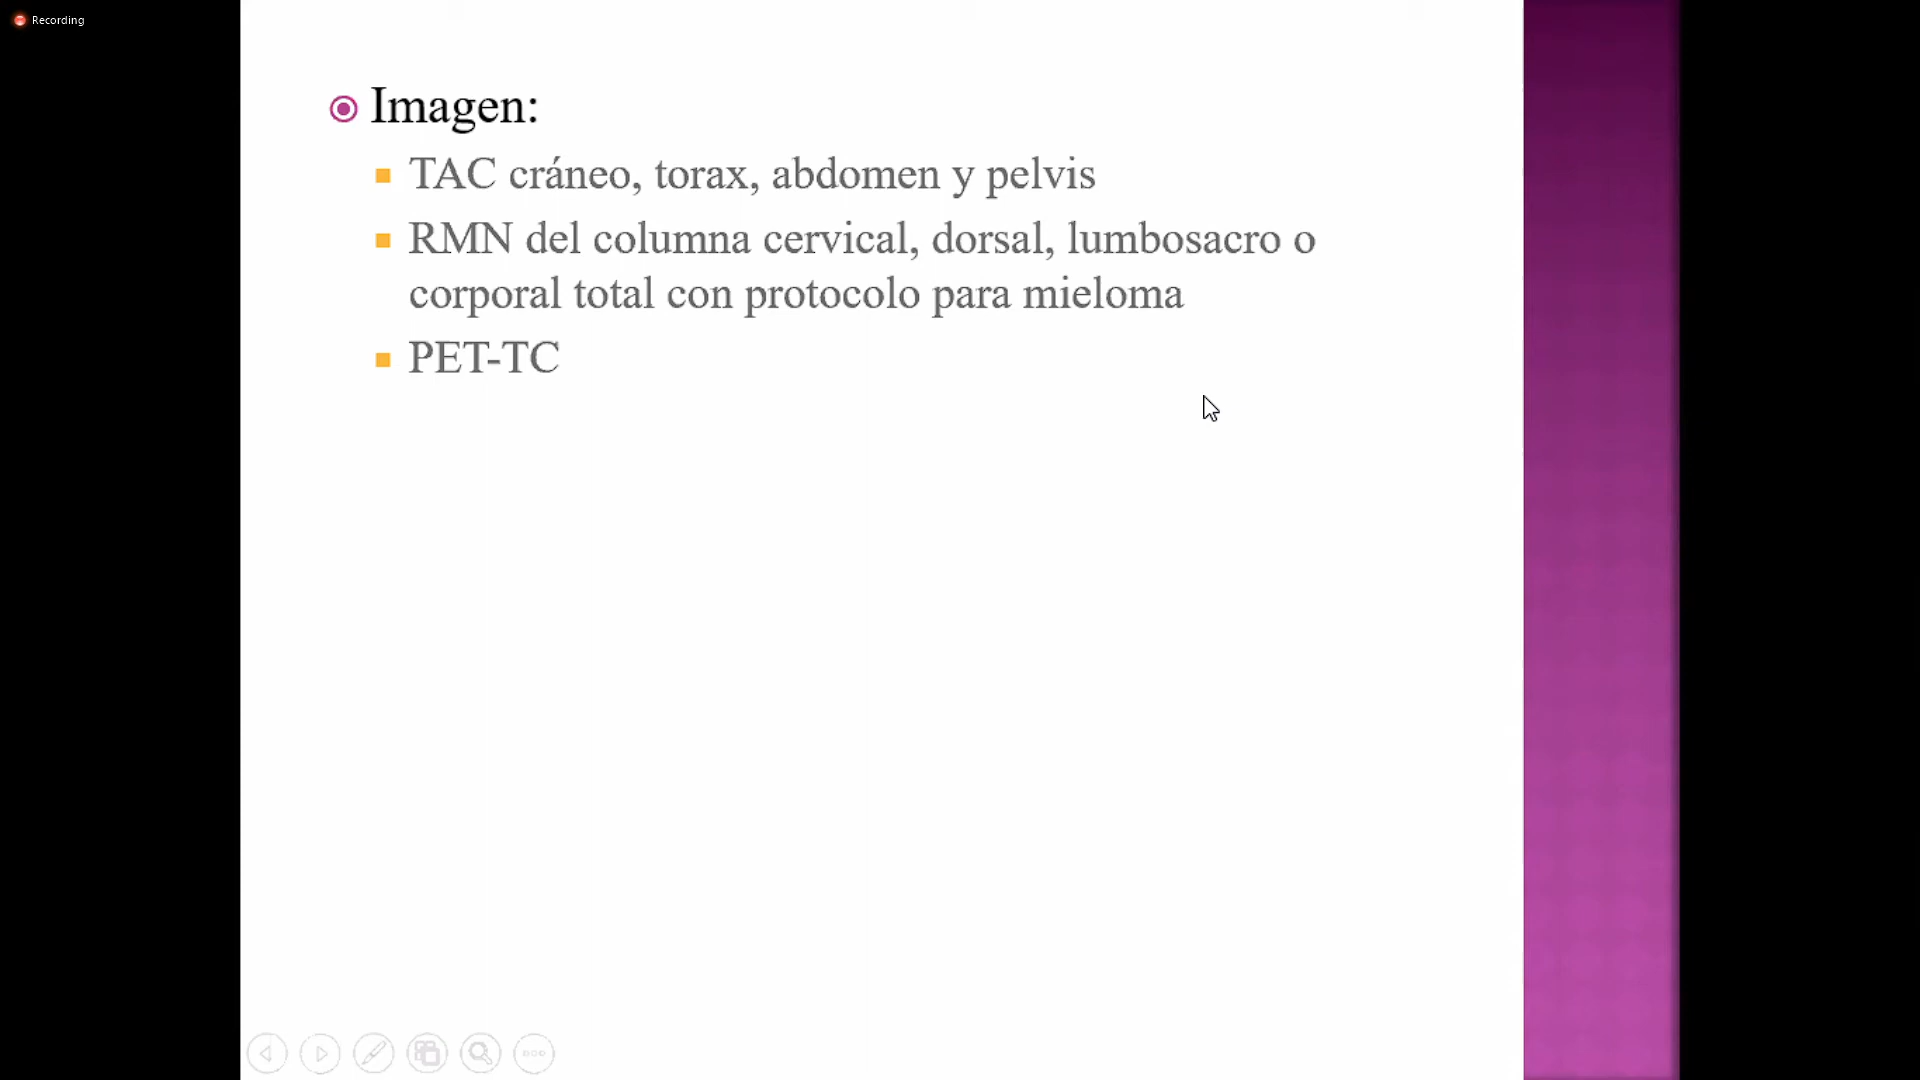 Recording
Imagen:
TAC cráneo, torax, abdomen y pelvis
RMN del columna cervical, dorsal, lumbosacro o
corporal total con protocolo para mieloma
PET-TC